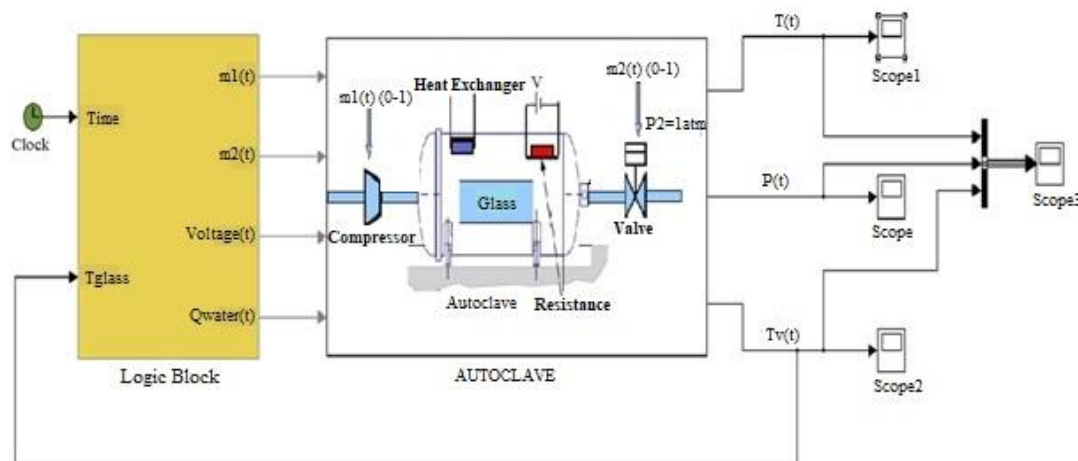 T(t)
Scope1
m1(t)
m1(t) (0-1)
Heat Exchanger
V
m2(t) (0-1)
P2=1atm
Time
Clock
m2(t)
Glass
P(t)
Scope
Scope3
Voltage(t)
Compressor
Valve
Tglass
Autoclave
Resistance
Qwater(t)
Tv(t)
Logic Block
AUTOCLAVE
Scope2